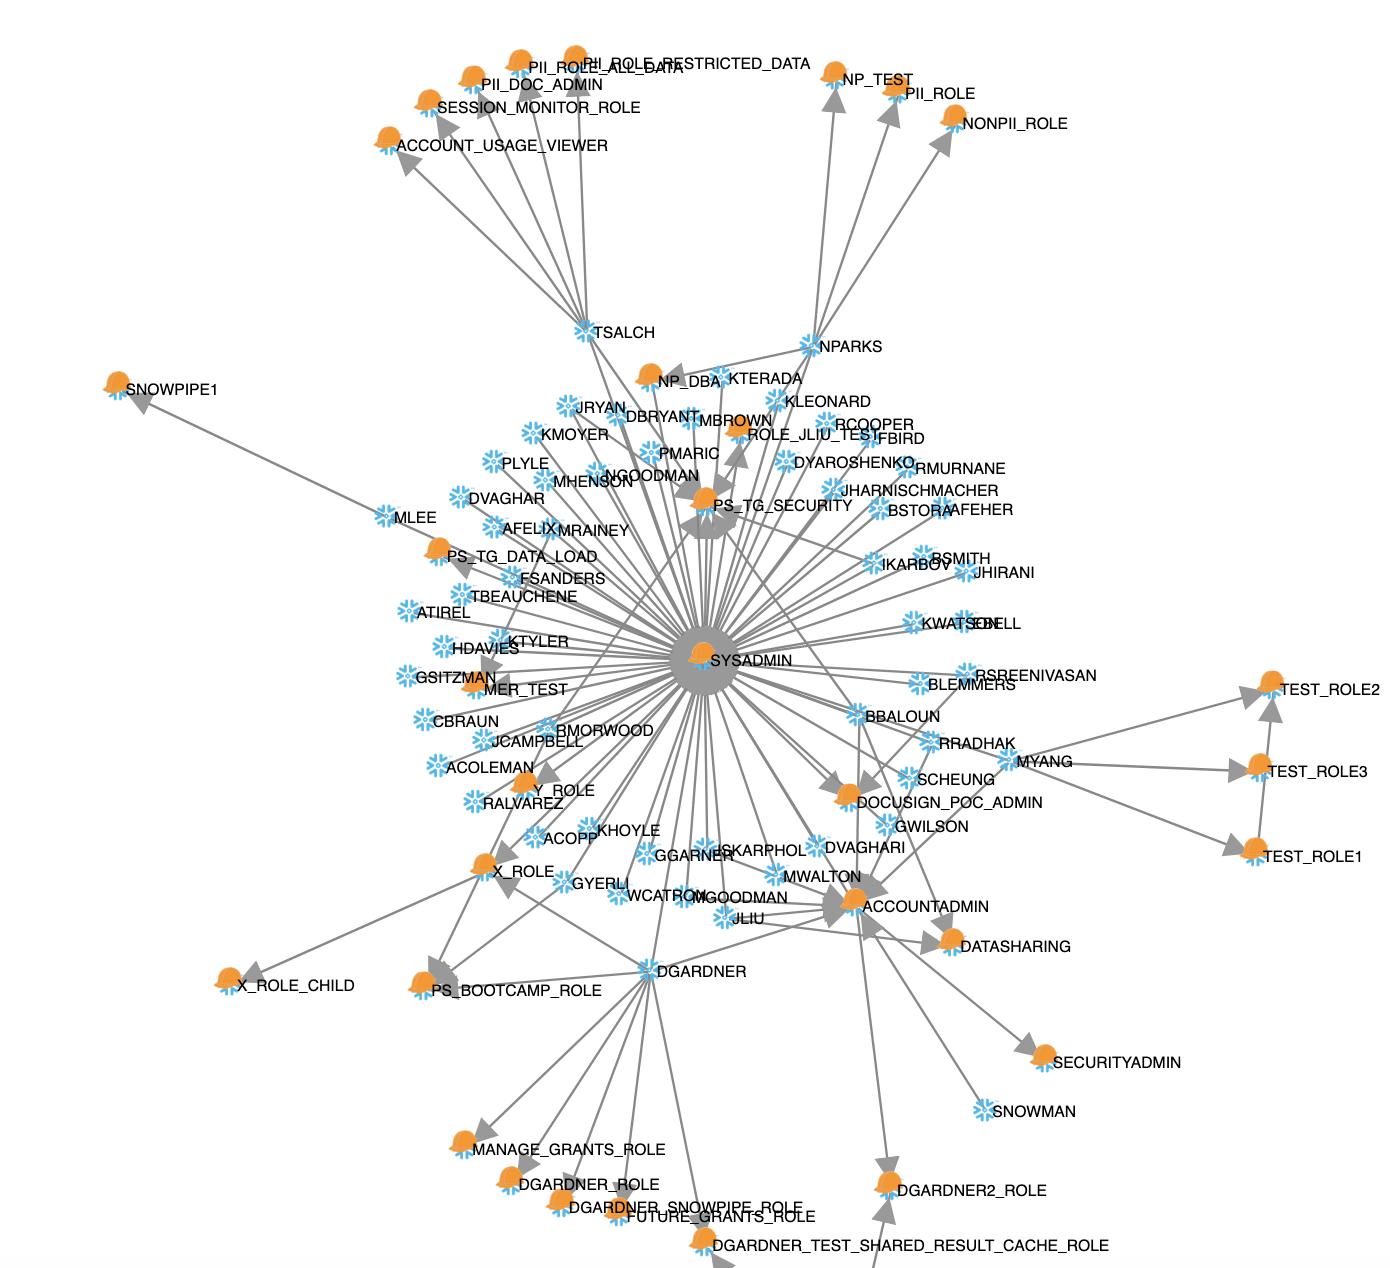 PII_ROLE_RESTRICTED_DATA
PII_ROLE_ALL_DATA
NP_TEST
PII_DOC_ADMIN
PII_ROLE
SESSION_MONITOR_ROLE
NONPII_ROLE
ACCOUNT_USAGE_VIEWER
TSALCH
NPARKS
KTERADA
NP_DBA
SNOWPIPE1
KLEONARD
JRYAN
DBRYANT
MBROWN
RCOOPER
KMOYER
ROLE_JLIU_TEST
FBIRD
PMARIC
PLYLE
DYAROSHENKO
RMURNANE
NGOODMAN
MHENSON
JHARNISCHMACHER
DVAGHAR
PS_TG_SECURITY
BSTORA
AFEHER
MLEE
AFELIX
MRAINEY
PS_TG_DATA_LOAD
RSMITH
IKARBOV
JHIRANI
FSANDERS
TBEAUCHENE
ATIREL
KWATSON
EBELL
KTYLER
HDAVIES
SYSADMIN
GSITZMAN
RSREENIVASAN
BLEMMERS
MER_TEST
TEST_ROLE2
BBALOUN
CBRAUN
RMORWOOD
JCAMPBELL
RRADHAK
MYANG
ACOLEMAN
TEST_ROLE3
SCHEUNG
Y_ROLE
RALVAREZ
DOCUSIGN_POC_ADMIN
GWILSON
KHOYLE
ACOPP
DVAGHARI
SKARPHOL
GGARNER
TEST_ROLE1
X_ROLE
MWALTON
GYERLI
WCATRON
MGOODMAN
ACCOUNTADMIN
JLIU
DATASHARING
DGARDNER
X_ROLE_CHILD
PS_BOOTCAMP_ROLE
SECURITYADMIN
SNOWMAN
MANAGE_GRANTS_ROLE
DGARDNER_ROLE
DGARDNER2_ROLE
DGARDNER_SNOWPIPE_ROLE
FUTURE_GRANTS_ROLE
DGARDNER_TEST_SHARED_RESULT_CACHE_ROLE